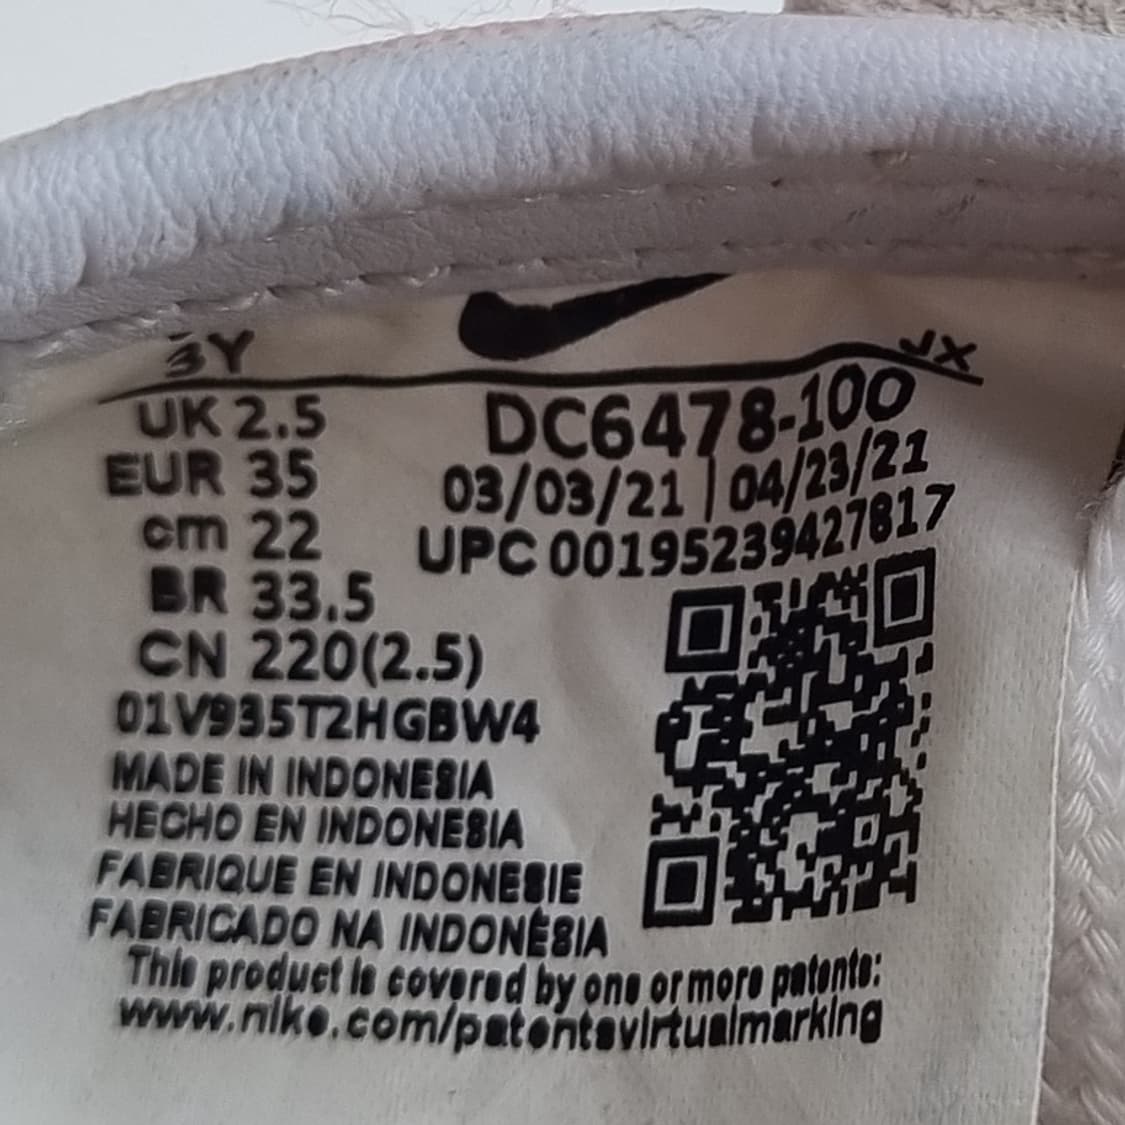 3Y
VX
UK 2.5
EUR 35
cm 22
BR 33.5
CN 220(2.5)
DC6478-100
03/03/21 | 04/23/21
UPC 00195239427817
01V935T2HGBW4
MADE IN INDONESIA
HECHO EN INDONESIA
FABRIQUE EN INDONESIE
FABRICADO NA INDONÉSIA
This product is covered by one or more patents:
www.nike.com/patentsvirtualmarking